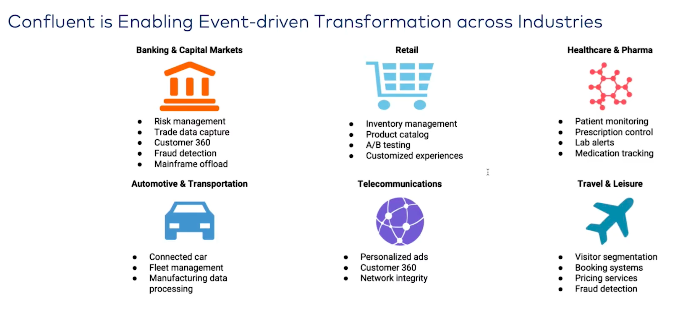 Confluent is Enabling Event-driven Transformation across Industries
Banking & Capital Markets
• Risk management
• Trade data capture
• Customer 360
• Fraud detection
• Mainframe offload
Retail
• Inventory management
• Product catalog
• A/B testing
• Customized experiences
Healthcare & Pharma
• Patient monitoring
• Prescription control
• Lab alerts
• Medication tracking
Automotive & Transportation
• Connected car
• Fleet management
• Manufacturing data
processing
Telecommunications
• Personalized ads
• Customer 360
• Network integrity
Travel & Leisure
• Visitor segmentation
• Booking systems
• Pricing services
• Fraud detection